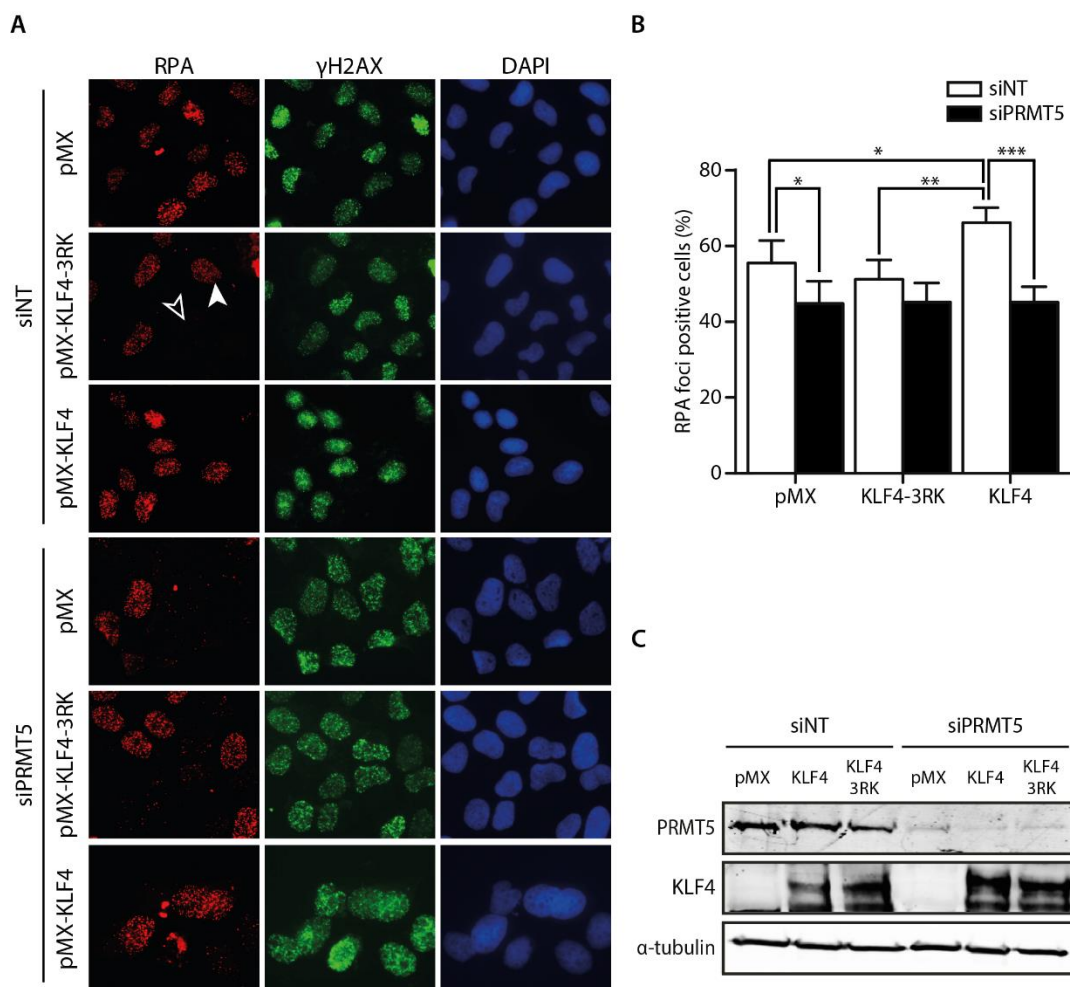 A
RPA γH2AX DAPI
siNT
pMX
pMX-KLF4-3RK
pMX-KLF4
siPRMT5
pMX
pMX-KLF4-3RK
pMX-KLF4
B
siNT
siPRMT5
* ***
* **
RPA foci positive cells (%)
80
60
40
20
0
pMX KLF4-3RK KLF4
C
siNT siPRMT5
pMX KLF4 KLF4 3RK pMX KLF4 KLF4 3RK
PRMT5
KLF4
α-tubulin